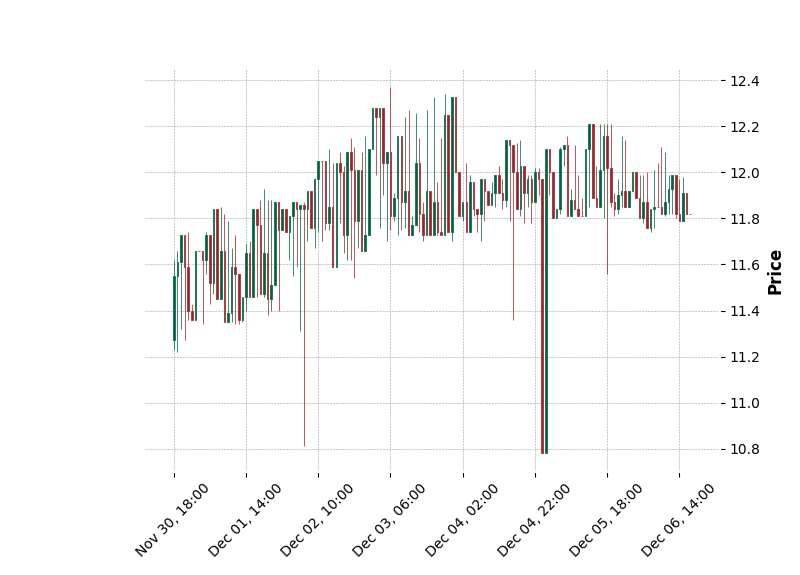 12.4
12.2
12.0
11.8
11.6
11.4
11.2
11.0
10.8
Price
Nov 30, 18:00
Dec 01, 14:00
Dec 02, 10:00
Dec 03, 06:00
Dec 04, 02:00
Dec 04, 22:00
Dec 05, 18:00
Dec 06, 14:00